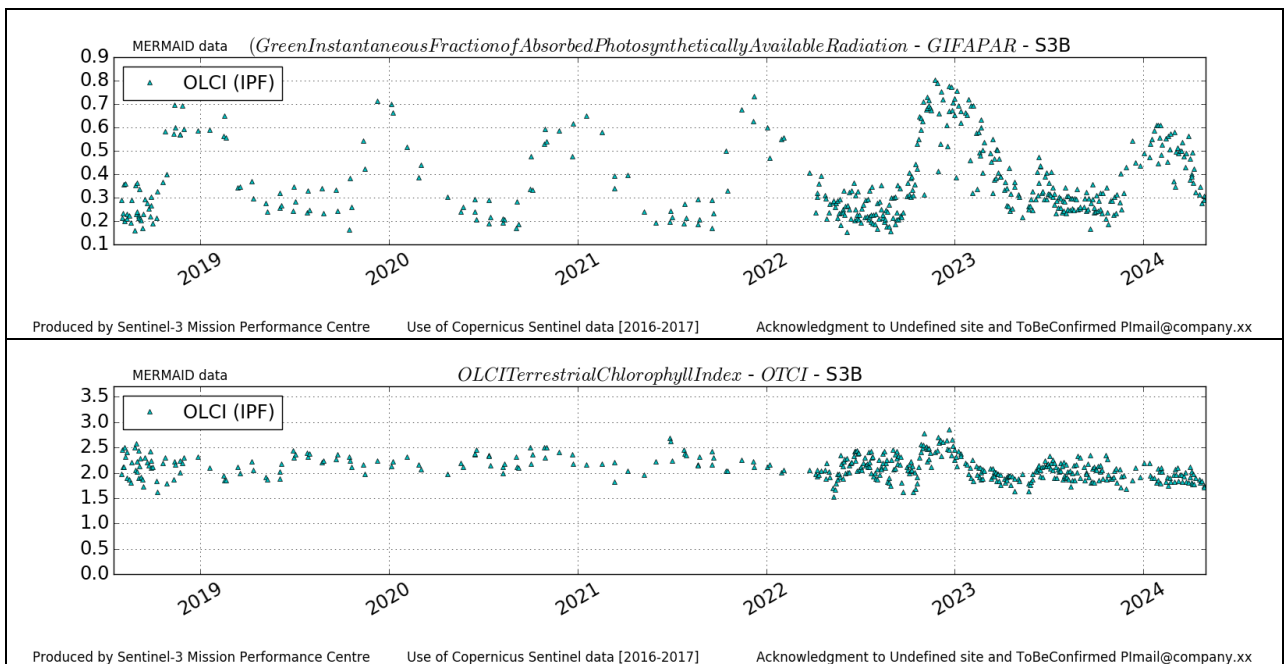 MERMAID data (GreenInstantaneousFractionofAbsorbedPhotosyntheticallyAvailableRadiation - GIFAPAR - S3B
0.9
0.8
0.7
0.6
0.5
0.4
0.3
0.2
0.1
OLCI (IPF)
2019 2020 2021 2022 2023 2024
Produced by Sentinel-3 Mission Performance Centre Use of Copernicus Sentinel data [2016-2017] Acknowledgment to Undefined site and ToBeConfirmed PImail@company.xx
MERMAID data OLCITerrestrialChlorophyllIndex - OTCI - S3B
3.5
3.0
2.5
2.0
1.5
1.0
0.5
0.0
OLCI (IPF)
2019 2020 2021 2022 2023 2024
Produced by Sentinel-3 Mission Performance Centre Use of Copernicus Sentinel data [2016-2017] Acknowledgment to Undefined site and ToBeConfirmed PImail@company.xx